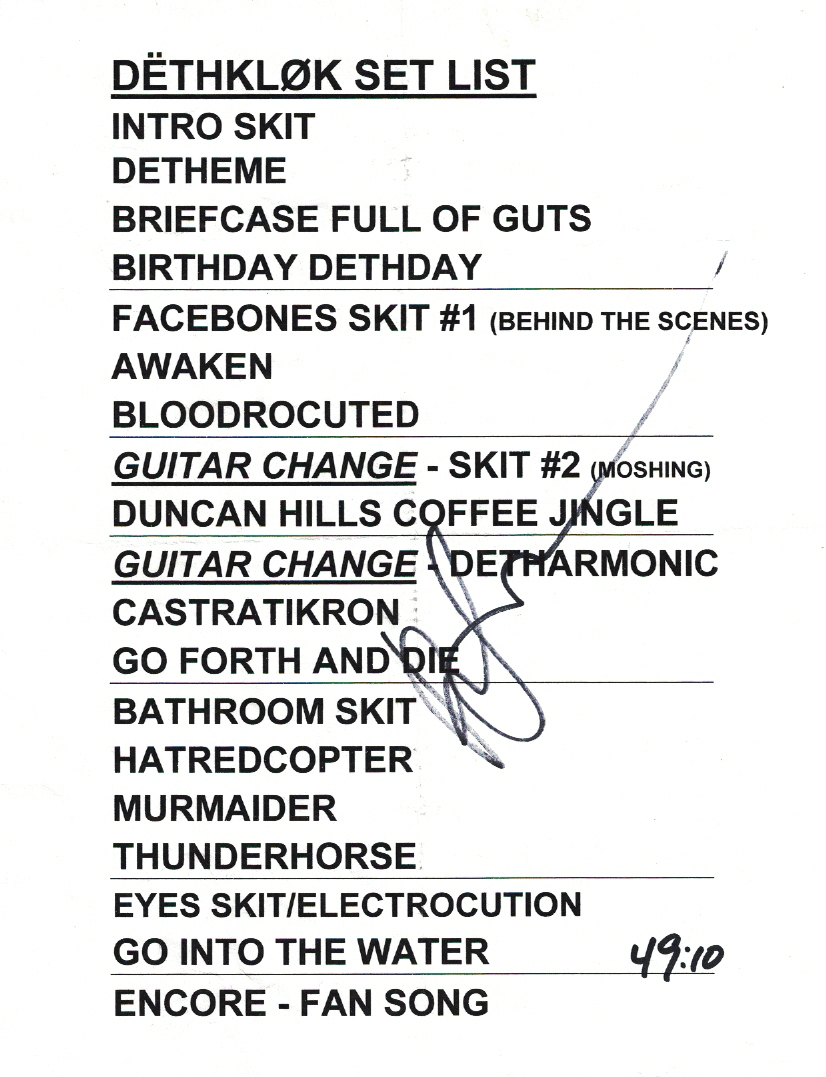 DËTHKLØK SET LIST
INTRO SKIT
DETHEME
BRIEFCASE FULL OF GUTS
BIRTHDAY DETHDAY
FACEBONES SKIT #1 (BEHIND THE SCENES)
AWAKEN
BLOODROCUTED
GUITAR CHANGE - SKIT #2 (MOSHING)
DUNCAN HILLS COFFEE JINGLE
GUITAR CHANGE - DETHARMONIC
CASTRATIKRON
GO FORTH AND DIE
BATHROOM SKIT
HATREDCOPTER
MURMAIDER
THUNDERHORSE
EYES SKIT/ELECTROCUTION
GO INTO THE WATER 49:10
ENCORE - FAN SONG